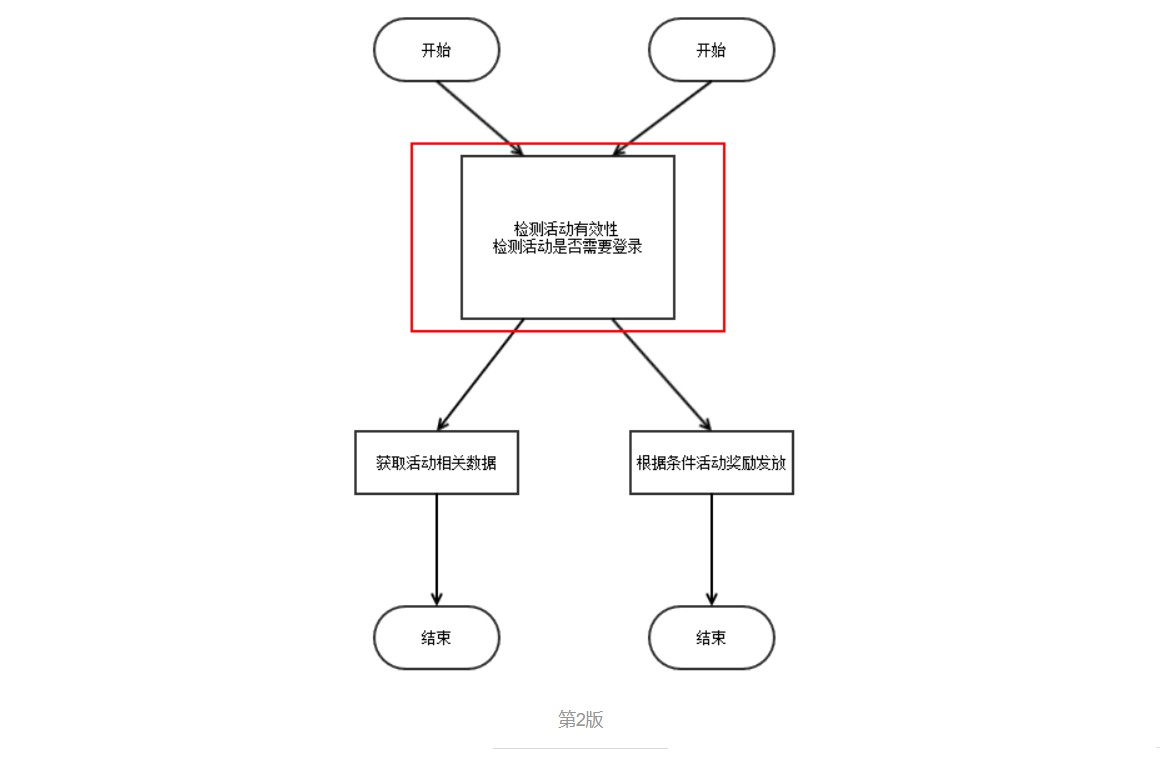 开始
开始
检测活动有效性
检测活动是否需要登录
获取活动相关数据
根据条件活动奖励发放
结束
结束
第2版